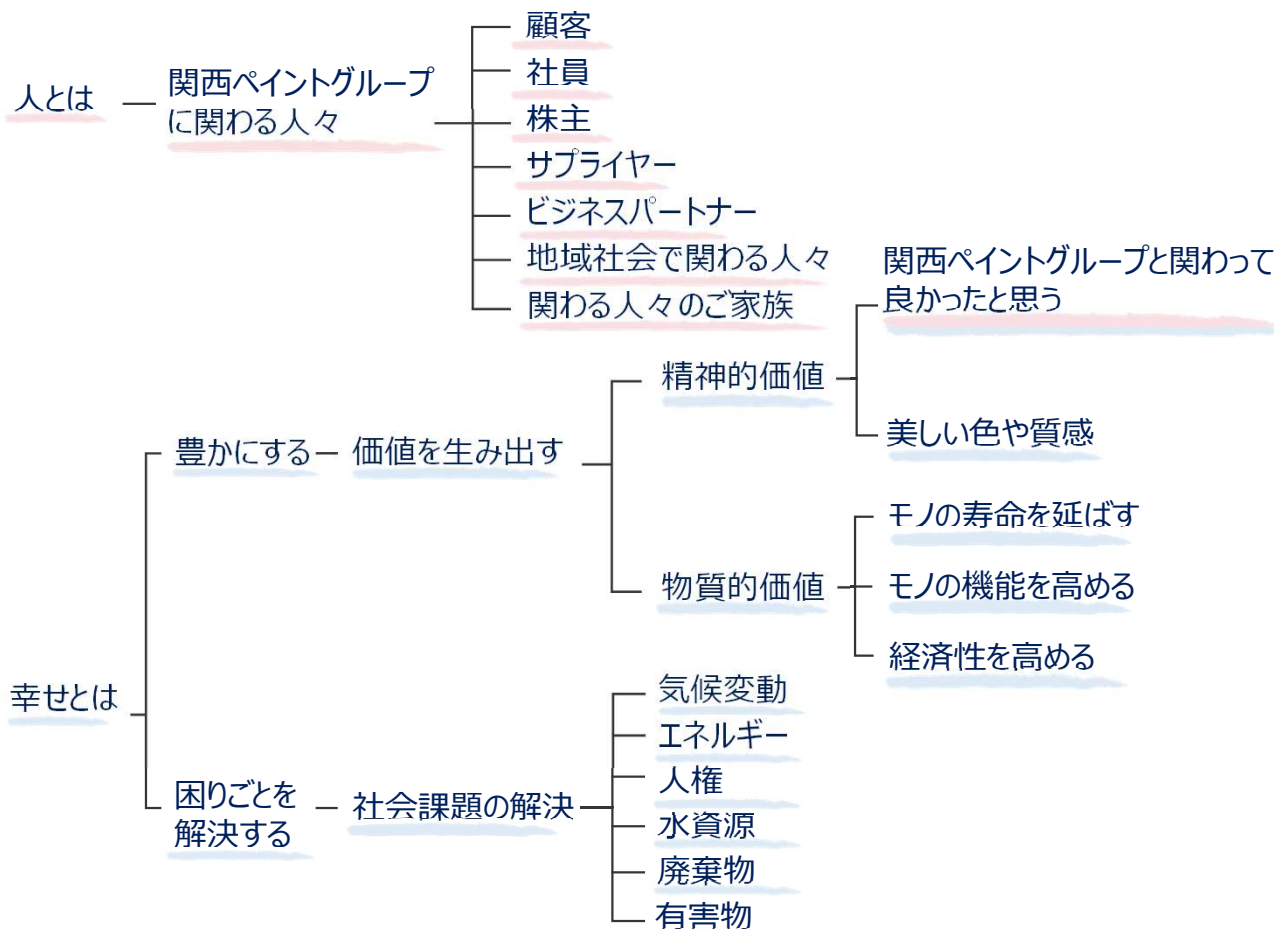 人とは
関西ペイントグループ
に関わる人々
顧客
社員
株主
サプライヤー
ビジネスパートナー
地域社会で関わる人々
関わる人々のご家族
幸せとは
豊かにする
価値を生み出す
精神的価値
関西ペイントグループと関わって
良かったと思う
美しい色や質感
物質的価値
モノの寿命を延ばす
モノの機能を高める
経済性を高める
困りごとを
解決する
社会課題の解決
気候変動
エネルギー
人権
水資源
廃棄物
有害物